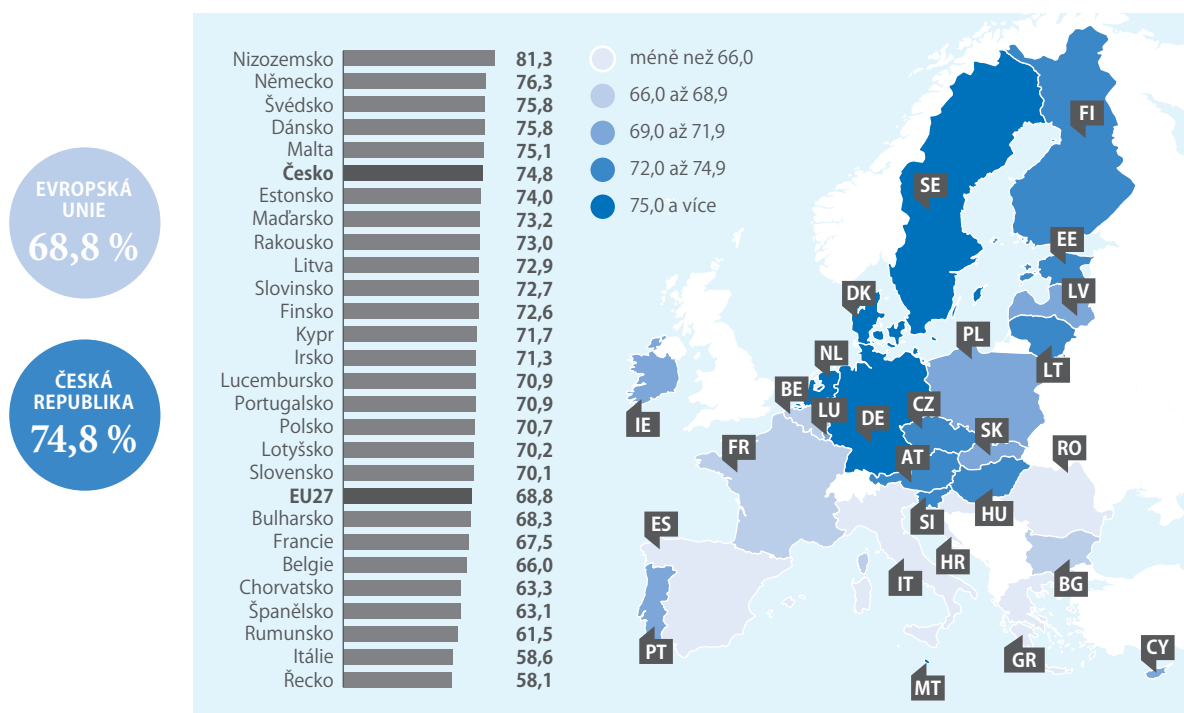 EVROPSKÁ
UNIE
68,8 %
ČESKÁ
REPUBLIKA
74,8 %
Nizozemsko 81,3
Německo 76,3
Švédsko 75,8
Dánsko 75,8
Malta 75,1
Česko 74,8
Estonsko 74,0
Maďarsko 73,2
Rakousko 73,0
Litva 72,9
Slovinsko 72,7
Finsko 72,6
Kypr 71,7
Irsko 71,3
Lucembursko 70,9
Portugalsko 70,9
Polsko 70,7
Lotyšsko 70,2
Slovensko 70,1
EU27 68,8
Bulharsko 68,3
Francie 67,5
Belgie 66,0
Chorvatsko 63,3
Španělsko 63,1
Rumunsko 61,5
Itálie 58,6
Řecko 58,1
méně než 66,0
66,0 až 68,9
69,0 až 71,9
72,0 až 74,9
75,0 a více
FI
SE
EE
DK
LV
PL
NL
LT
BE
LU
CZ
IE
DE
SK
FR
AT
RO
ES
SI
HU
HR
IT
BG
PT
GR
CY
MT